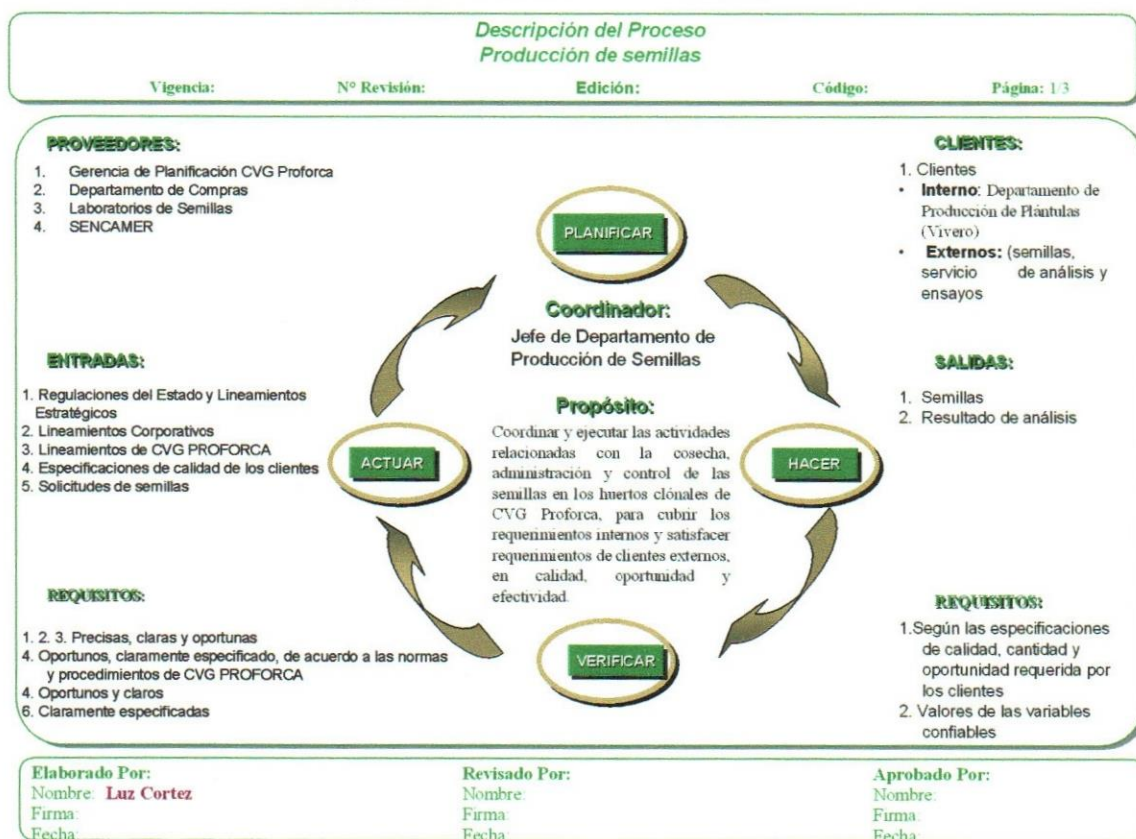 Descripción del Proceso
Producción de semillas
Vigencia: N° Revisión: Edición: Código: Página: 1/3
PROVEEDORES:
1. Gerencia de Planificación CVG Proforca
2. Departamento de Compras
3. Laboratorios de Semillas
4. SENCAMER
ENTRADAS:
1. Regulaciones del Estado y Lineamientos
Estratégicos
2. Lineamientos Corporativos
3. Lineamientos de CVG PROFORCA
4. Especificaciones de calidad de los clientes
5. Solicitudes de semillas
REQUISITOS:
1. 2. 3. Precisas, claras y oportunas
4. Oportunos, claramente especificado, de acuerdo a las normas
y procedimientos de CVG PROFORCA
4. Oportunos y claros
6. Claramente especificadas
PLANIFICAR
Coordinador:
Jefe de Departamento de
Producción de Semillas
Propósito:
Coordinar y ejecutar las actividades
relacionadas con la cosecha,
administración y control de las
semillas en los huertos clónales de
CVG Proforca, para cubrir los
requerimientos internos y satisfacer
requerimientos de clientes externos,
en calidad, oportunidad y
efectividad.
ACTUAR
HACER
VERIFICAR
CLIENTES:
1. Clientes
• Interno: Departamento de
Producción de Plántulas
(Vivero)
• Externos: (semillas,
servicio de análisis y
ensayos
SALIDAS:
1. Semillas
2. Resultado de análisis
REQUISITOS:
1.Según las especificaciones
de calidad, cantidad y
oportunidad requerida por
los clientes
2. Valores de las variables
confiables
Elaborado Por: Revisado Por: Aprobado Por:
Nombre: Luz Cortez Nombre: Nombre:
Firma: Firma: Firma:
Fecha: Fecha: Fecha: